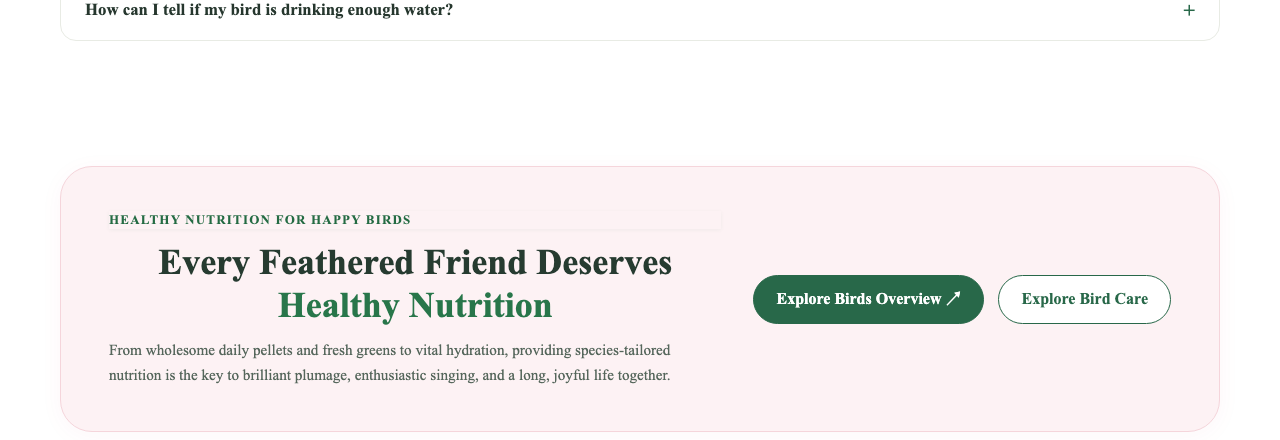 How can I tell if my bird is drinking enough water?
+
HEALTHY NUTRITION FOR HAPPY BIRDS
Every Feathered Friend Deserves
Healthy Nutrition
From wholesome daily pellets and fresh greens to vital hydration, providing species-tailored
nutrition is the key to brilliant plumage, enthusiastic singing, and a long, joyful life together.
Explore Birds Overview ↗
Explore Bird Care